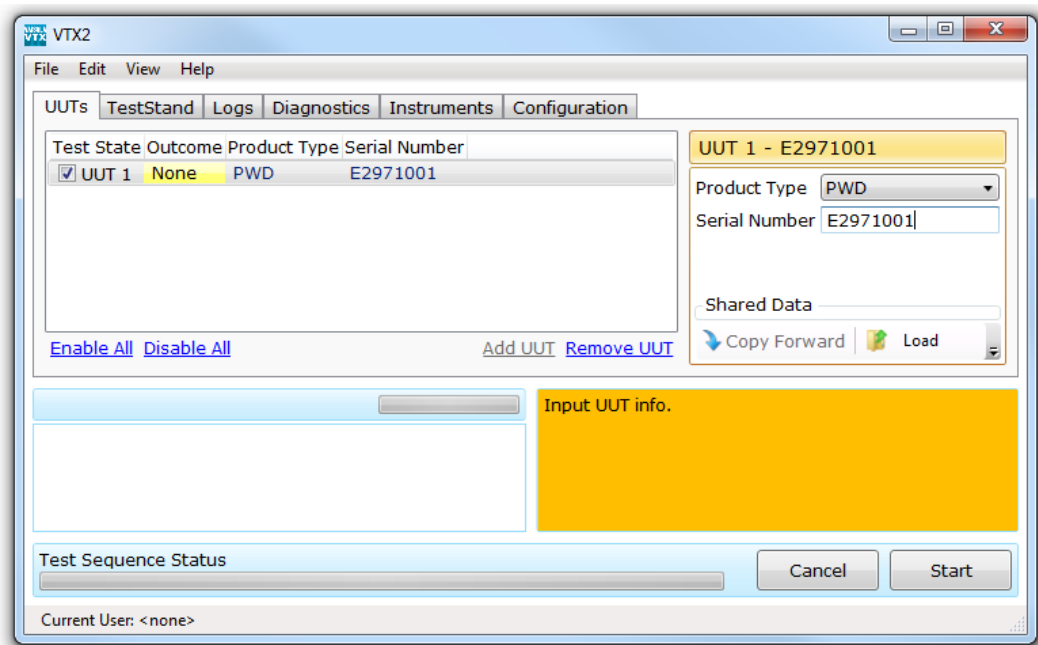 VTX2
File Edit View Help
UUTs TestStand Logs Diagnostics Instruments Configuration
Test State Outcome Product Type Serial Number
UUT 1 None PWD E2971001
Enable All Disable All Add UUT Remove UUT
UUT 1 - E2971001
Product Type PWD
Serial Number E2971001
Shared Data
Copy Forward Load
Input UUT info.
Test Sequence Status
Cancel Start
Current User: <none>